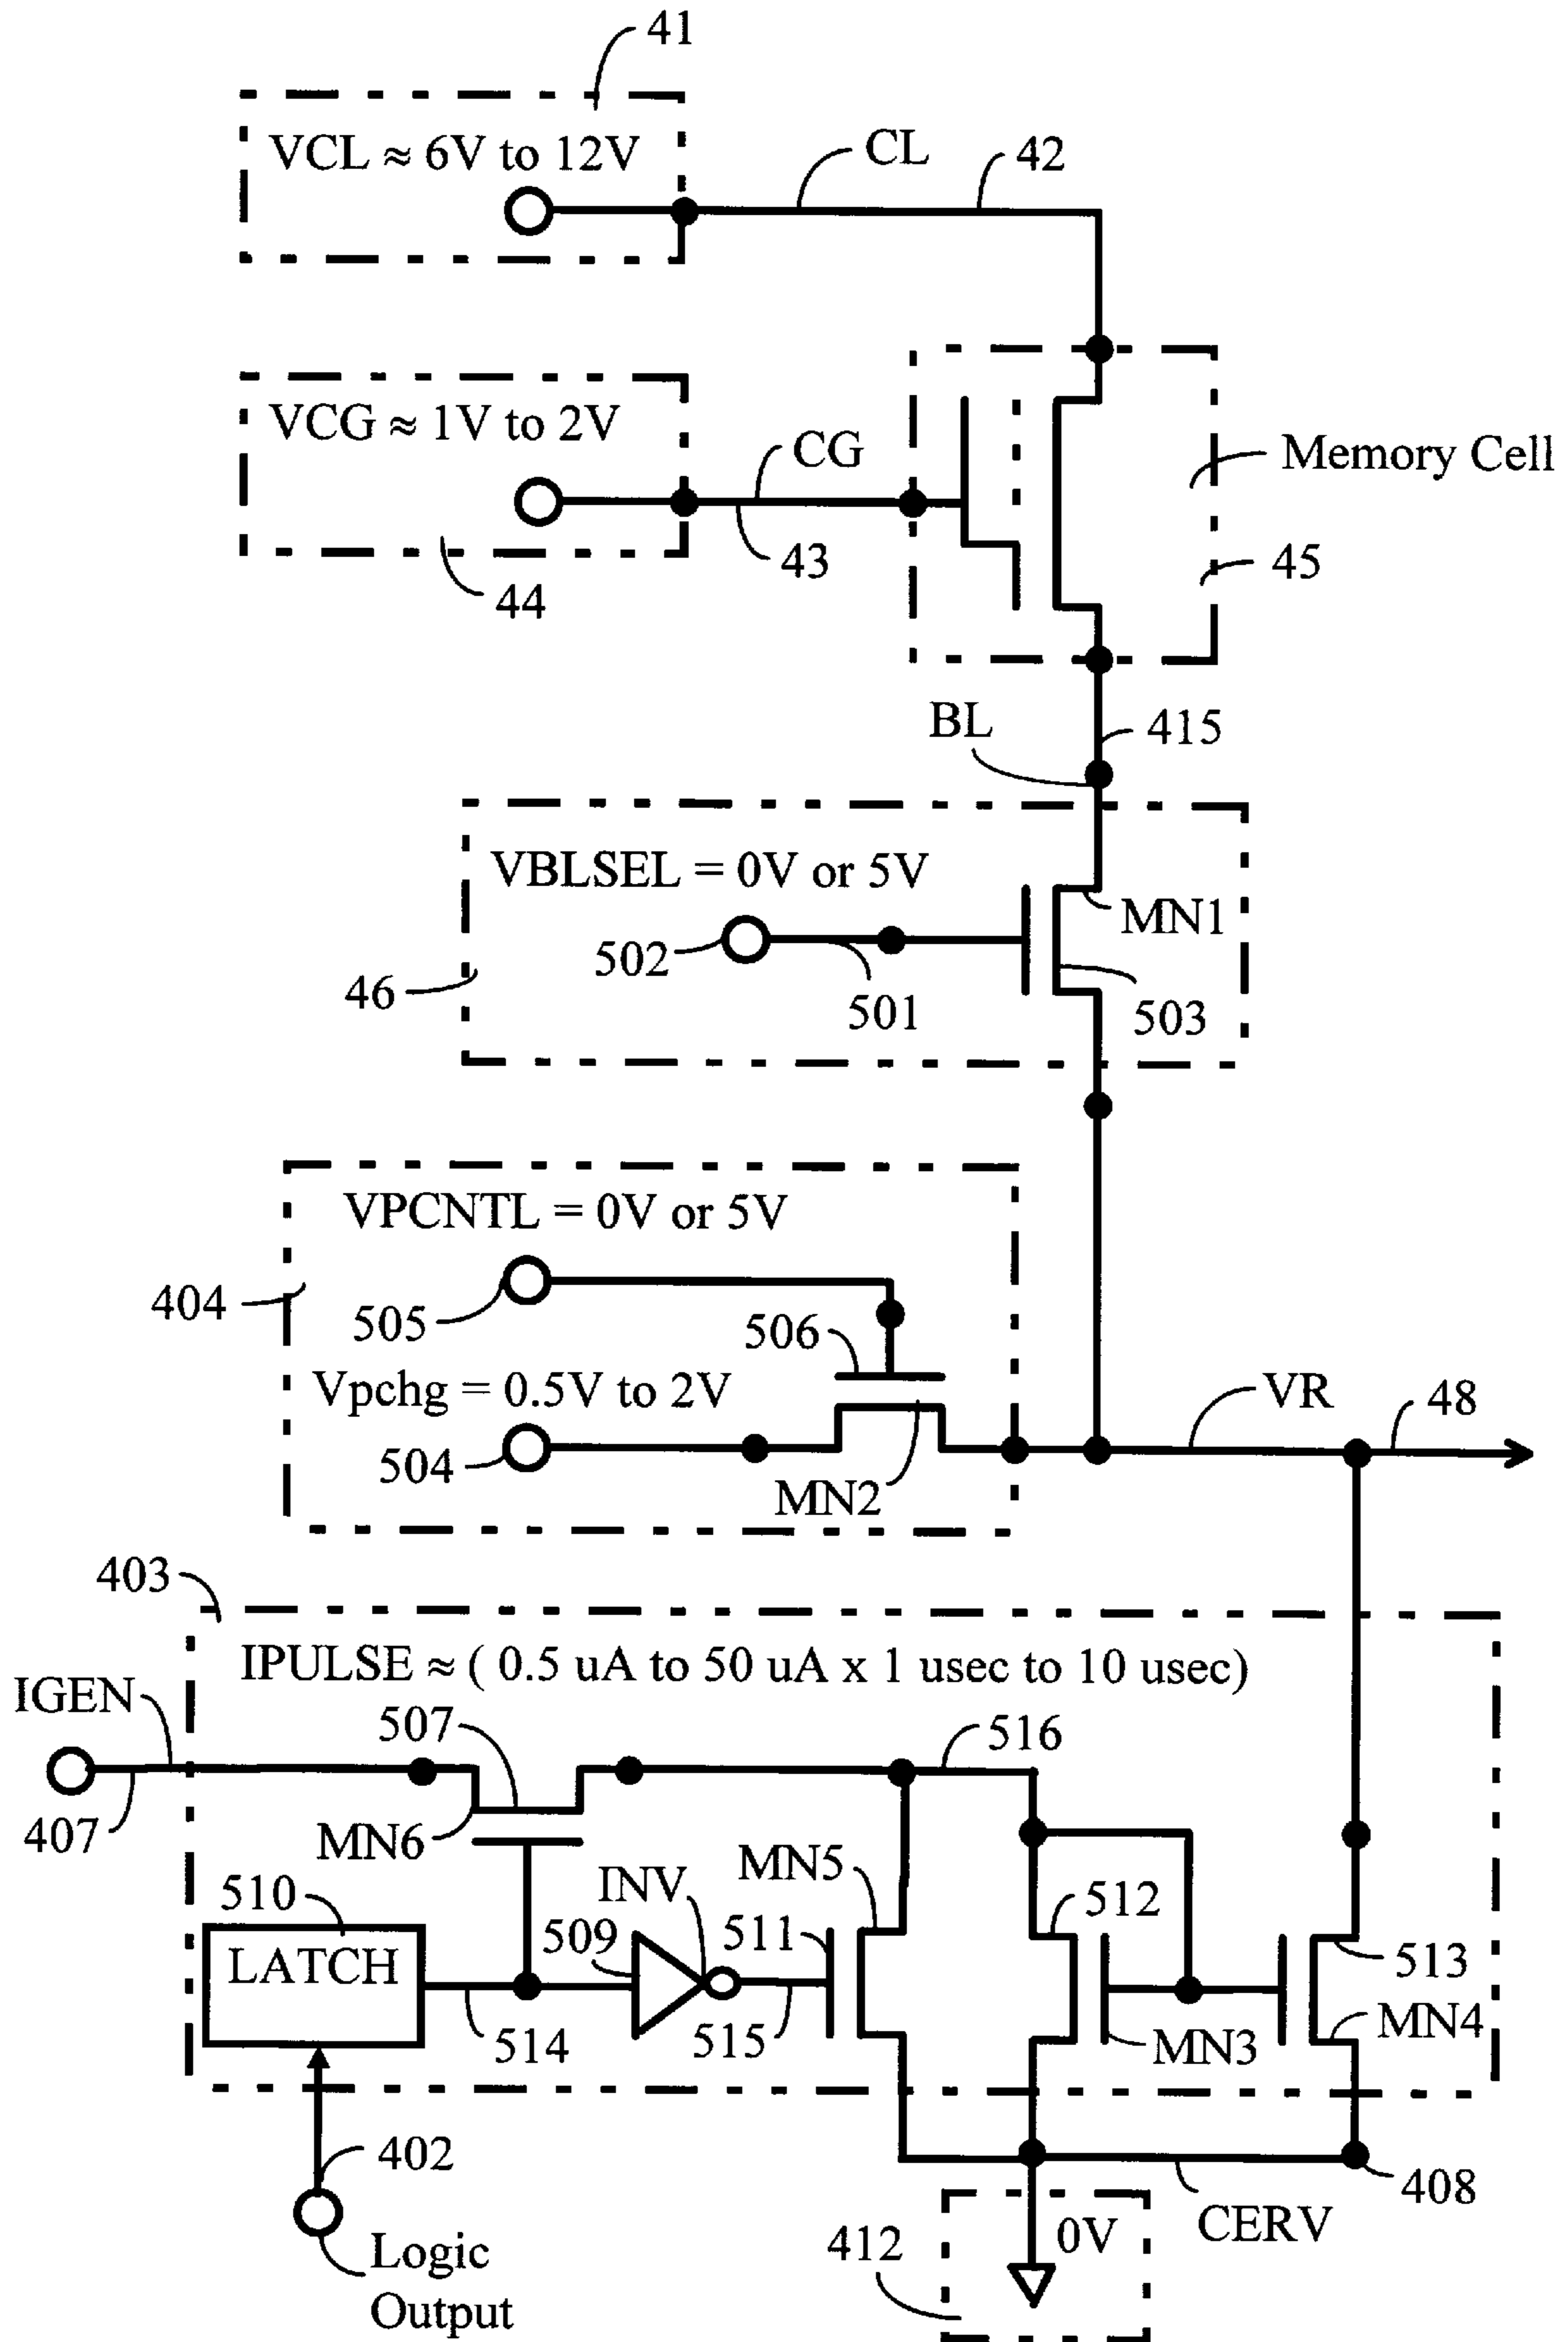 41
VCL ≈ 6V to 12V
CL
42
VCG ≈ 1V to 2V
CG
Memory Cell
43
45
44
BL
415
VBLSEL = 0V or 5V
MN1
502
46
501
503
VPCNTL = 0V or 5V
404
505
506
Vpchg = 0.5V to 2V
VR
48
504
MN2
403
IPULSE ≈ ( 0.5 uA to 50 uA x 1 usec to 10 usec)
IGEN
507
516
407
MN6
MN5
INV
510
512
509
511
LATCH
513
MN4
514
515
MN3
402
408
CERV
0V
412
Logic
Output